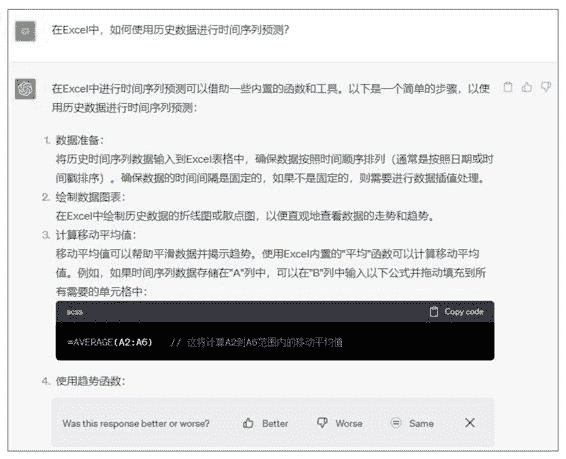 在Excel中，如何使用历史数据进行时间序列预测？
在Excel中进行时间序列预测可以借助一些内置的函数和工具。以下是一个简单的步骤，以使
用历史数据进行时间序列预测：
1. 数据准备：
将历史时间序列数据输入到Excel表格中，确保数据按照时间顺序排列（通常是按照日期或时
间戳排序）。确保数据的时间间隔是固定的，如果不是固定的，则需要进行数据插值处理。
2. 绘制数据图表：
在Excel中绘制历史数据的折线图或散点图，以便直观地查看数据的走势和趋势。
3. 计算移动平均值：
移动平均值可以帮助平滑数据并揭示趋势。使用Excel内置的"平均"函数可以计算移动平均
值。例如，如果时间序列数据存储在"A"列中，可以在"B"列中输入以下公式并拖动填充到所
有需要的单元格中：
scss Copy code
=AVERAGE(A2:A6) // 这将计算A2到A6范围内的移动平均值
4. 使用趋势函数：
Was this response better or worse? Better Worse Same